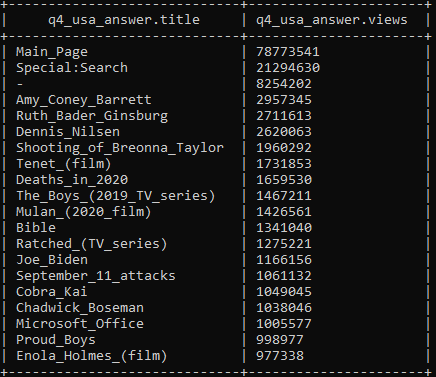 q4_usa_answer.title | q4_usa_answer.views
Main_Page | 78773541
Special:Search | 21294630
- | 8254202
Amy_Coney_Barrett | 2957345
Ruth_Bader_Ginsburg | 2711613
Dennis_Nilsen | 2620063
Shooting_of_Breonna_Taylor | 1960292
Tenet_(film) | 1731853
Deaths_in_2020 | 1659530
The_Boys_(2019_TV_series) | 1467211
Mulan_(2020_film) | 1426561
Bible | 1341040
Ratched_(TV_series) | 1275221
Joe_Biden | 1166156
September_11_attacks | 1061132
Cobra_Kai | 1049045
Chadwick_Boseman | 1038046
Microsoft_Office | 1005577
Proud_Boys | 998977
Enola_Holmes_(film) | 977338